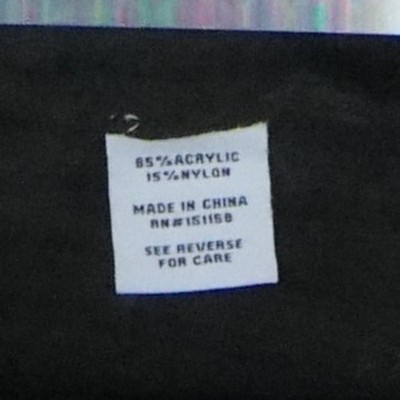 85%ACRYLIC
15%NYLON
MADE IN CHINA
RN#151158
SEE REVERSE
FOR CARE